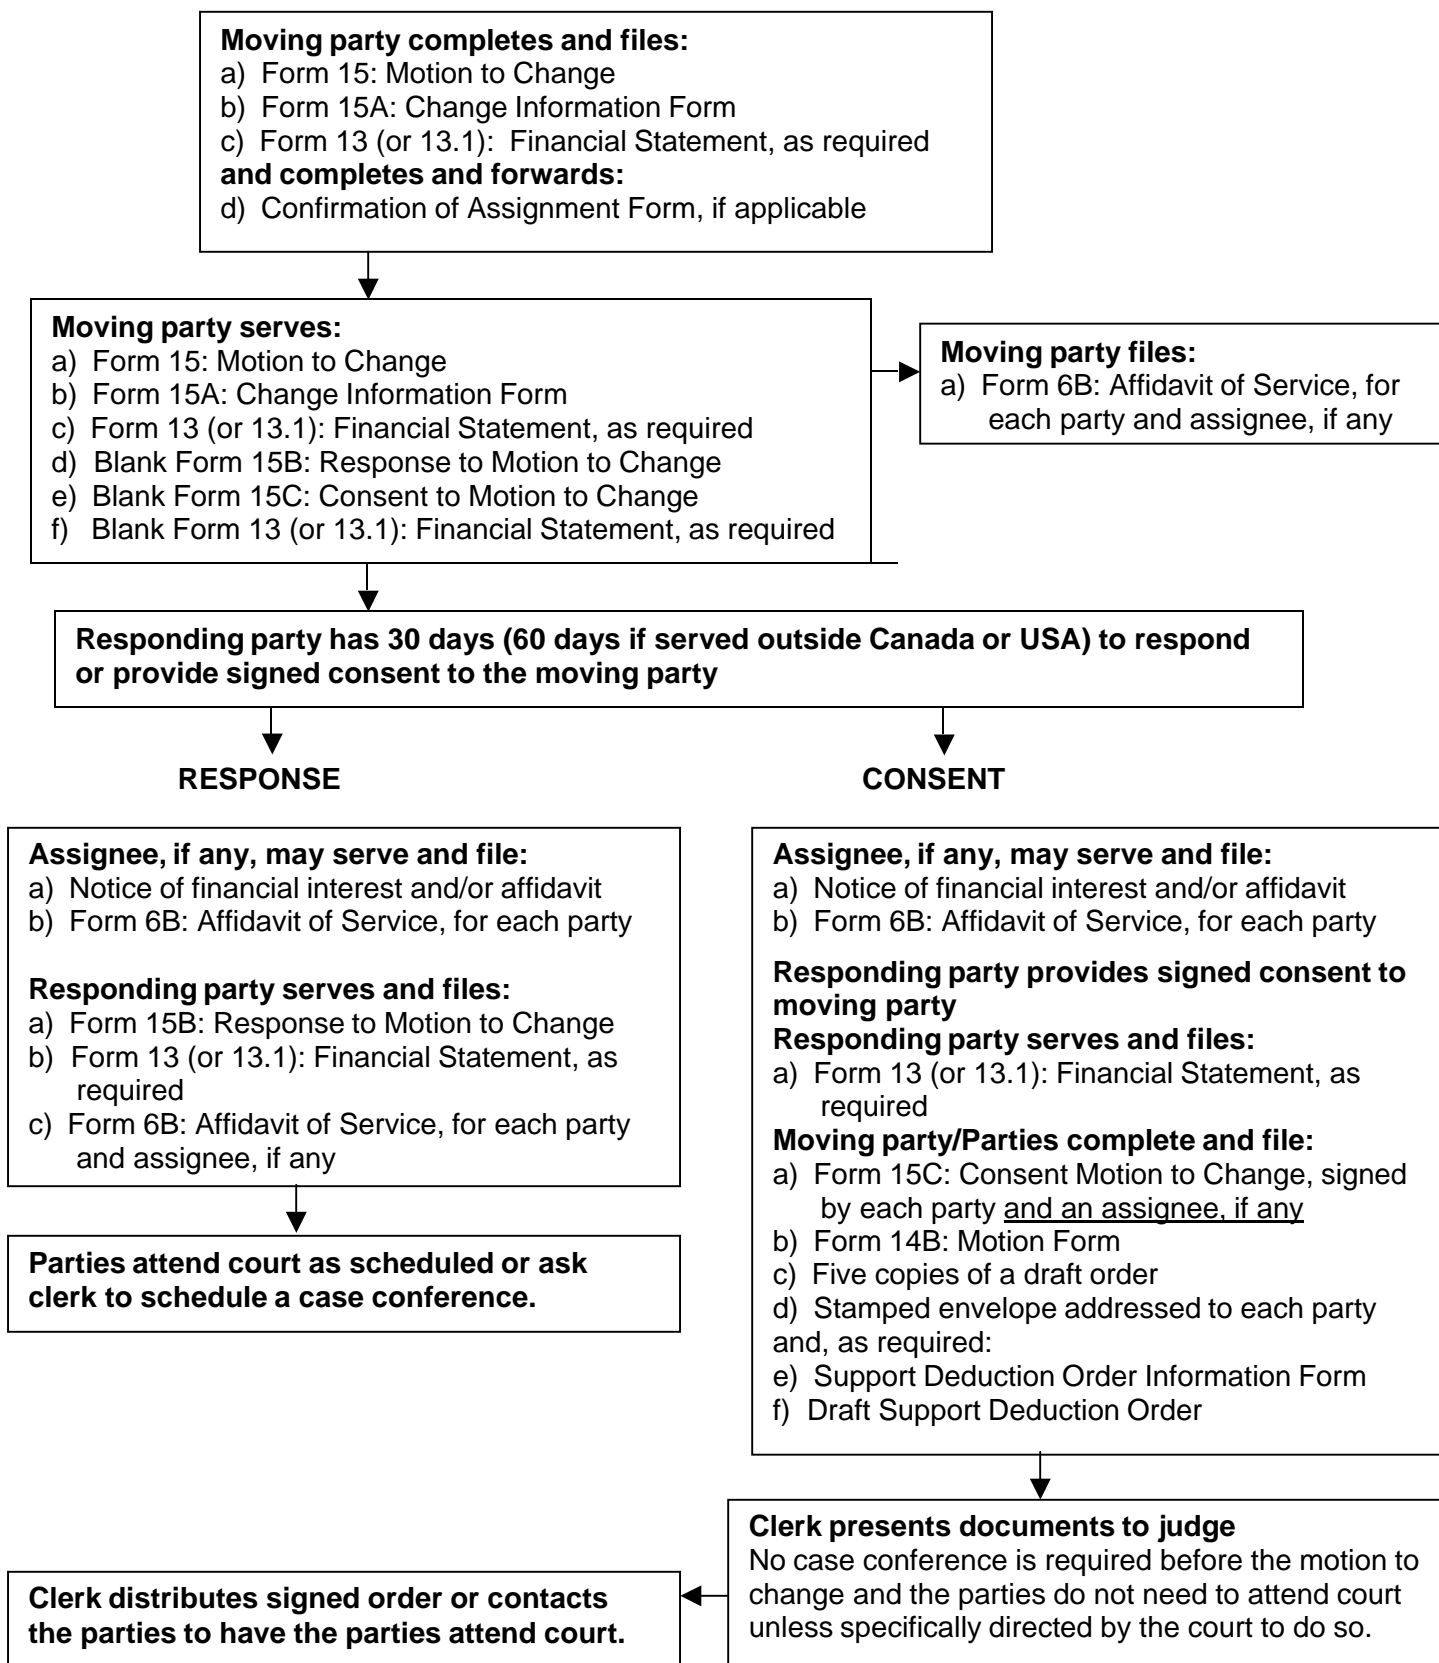 Moving party completes and files:
a) Form 15: Motion to Change
b) Form 15A: Change Information Form
c) Form 13 (or 13.1): Financial Statement, as required
and completes and forwards:
d) Confirmation of Assignment Form, if applicable
Moving party serves:
a) Form 15: Motion to Change
b) Form 15A: Change Information Form
c) Form 13 (or 13.1): Financial Statement, as required
d) Blank Form 15B: Response to Motion to Change
e) Blank Form 15C: Consent to Motion to Change
f) Blank Form 13 (or 13.1): Financial Statement, as required
Moving party files:
a) Form 6B: Affidavit of Service, for
each party and assignee, if any
Responding party has 30 days (60 days if served outside Canada or USA) to respond
or provide signed consent to the moving party
RESPONSE
Assignee, if any, may serve and file:
a) Notice of financial interest and/or affidavit
b) Form 6B: Affidavit of Service, for each party
Responding party serves and files:
a) Form 15B: Response to Motion to Change
b) Form 13 (or 13.1): Financial Statement, as
required
c) Form 6B: Affidavit of Service, for each party
and assignee, if any
Parties attend court as scheduled or ask
clerk to schedule a case conference.
CONSENT
Assignee, if any, may serve and file:
a) Notice of financial interest and/or affidavit
b) Form 6B: Affidavit of Service, for each party
Responding party provides signed consent to
moving party
Responding party serves and files:
a) Form 13 (or 13.1): Financial Statement, as
required
Moving party/Parties complete and file:
a) Form 15C: Consent Motion to Change, signed
by each party and an assignee, if any
b) Form 14B: Motion Form
c) Five copies of a draft order
d) Stamped envelope addressed to each party
and, as required:
e) Support Deduction Order Information Form
f) Draft Support Deduction Order
Clerk presents documents to judge
No case conference is required before the motion to
change and the parties do not need to attend court
unless specifically directed by the court to do so.
Clerk distributes signed order or contacts
the parties to have the parties attend court.